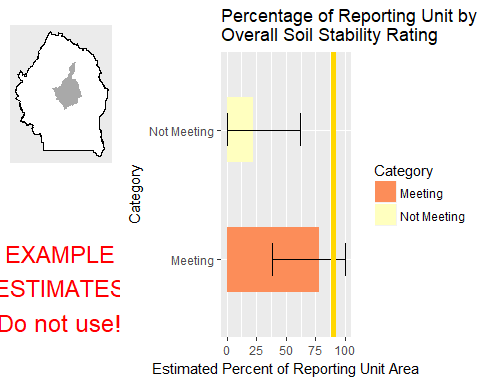 Percentage of Reporting Unit by
Overall Soil Stability Rating
Category
Not Meeting
Meeting
0 25 50 75 100
Estimated Percent of Reporting Unit Area
Category
Meeting
Not Meeting
EXAMPLE
ESTIMATES
Do not use!